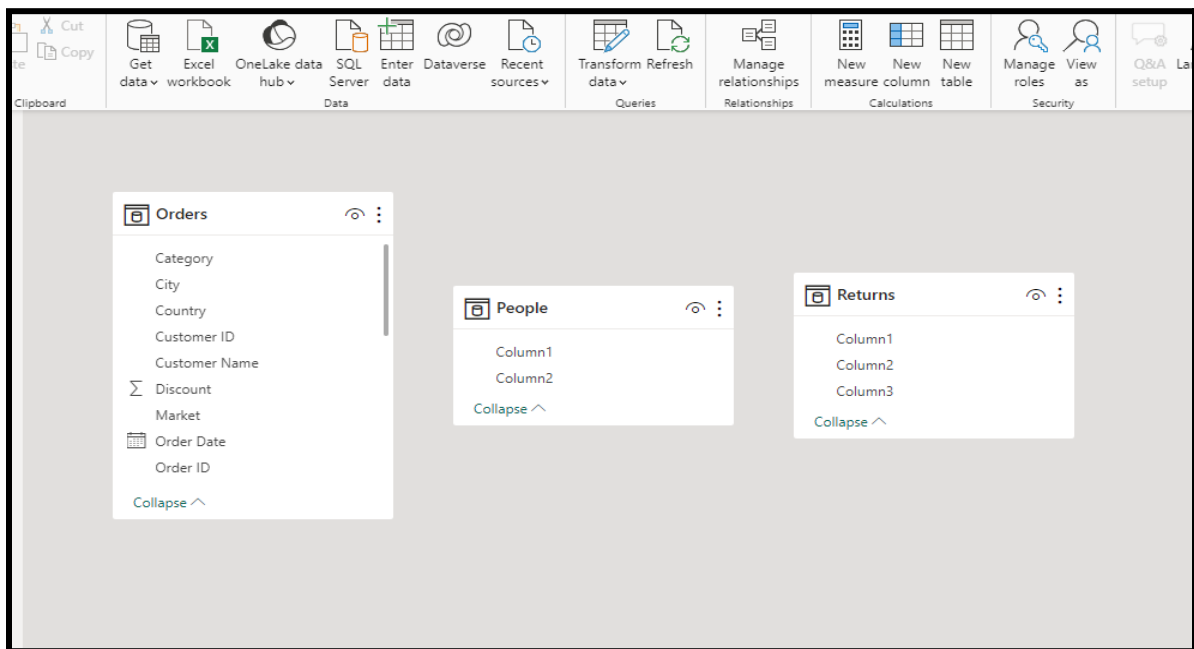 Cut
Copy
te
Clipboard
Get data
Excel workbook
OneLake data hub
SQL Server
Enter data
Dataverse
Recent sources
Data
Transform data
Refresh
Queries
Manage relationships
Relationships
New measure
New column
New table
Calculations
Manage roles
View as
Security
Q&A setup
Lan
Orders
Category
City
Country
Customer ID
Customer Name
Σ Discount
Market
Order Date
Order ID
Collapse
People
Column1
Column2
Collapse
Returns
Column1
Column2
Column3
Collapse